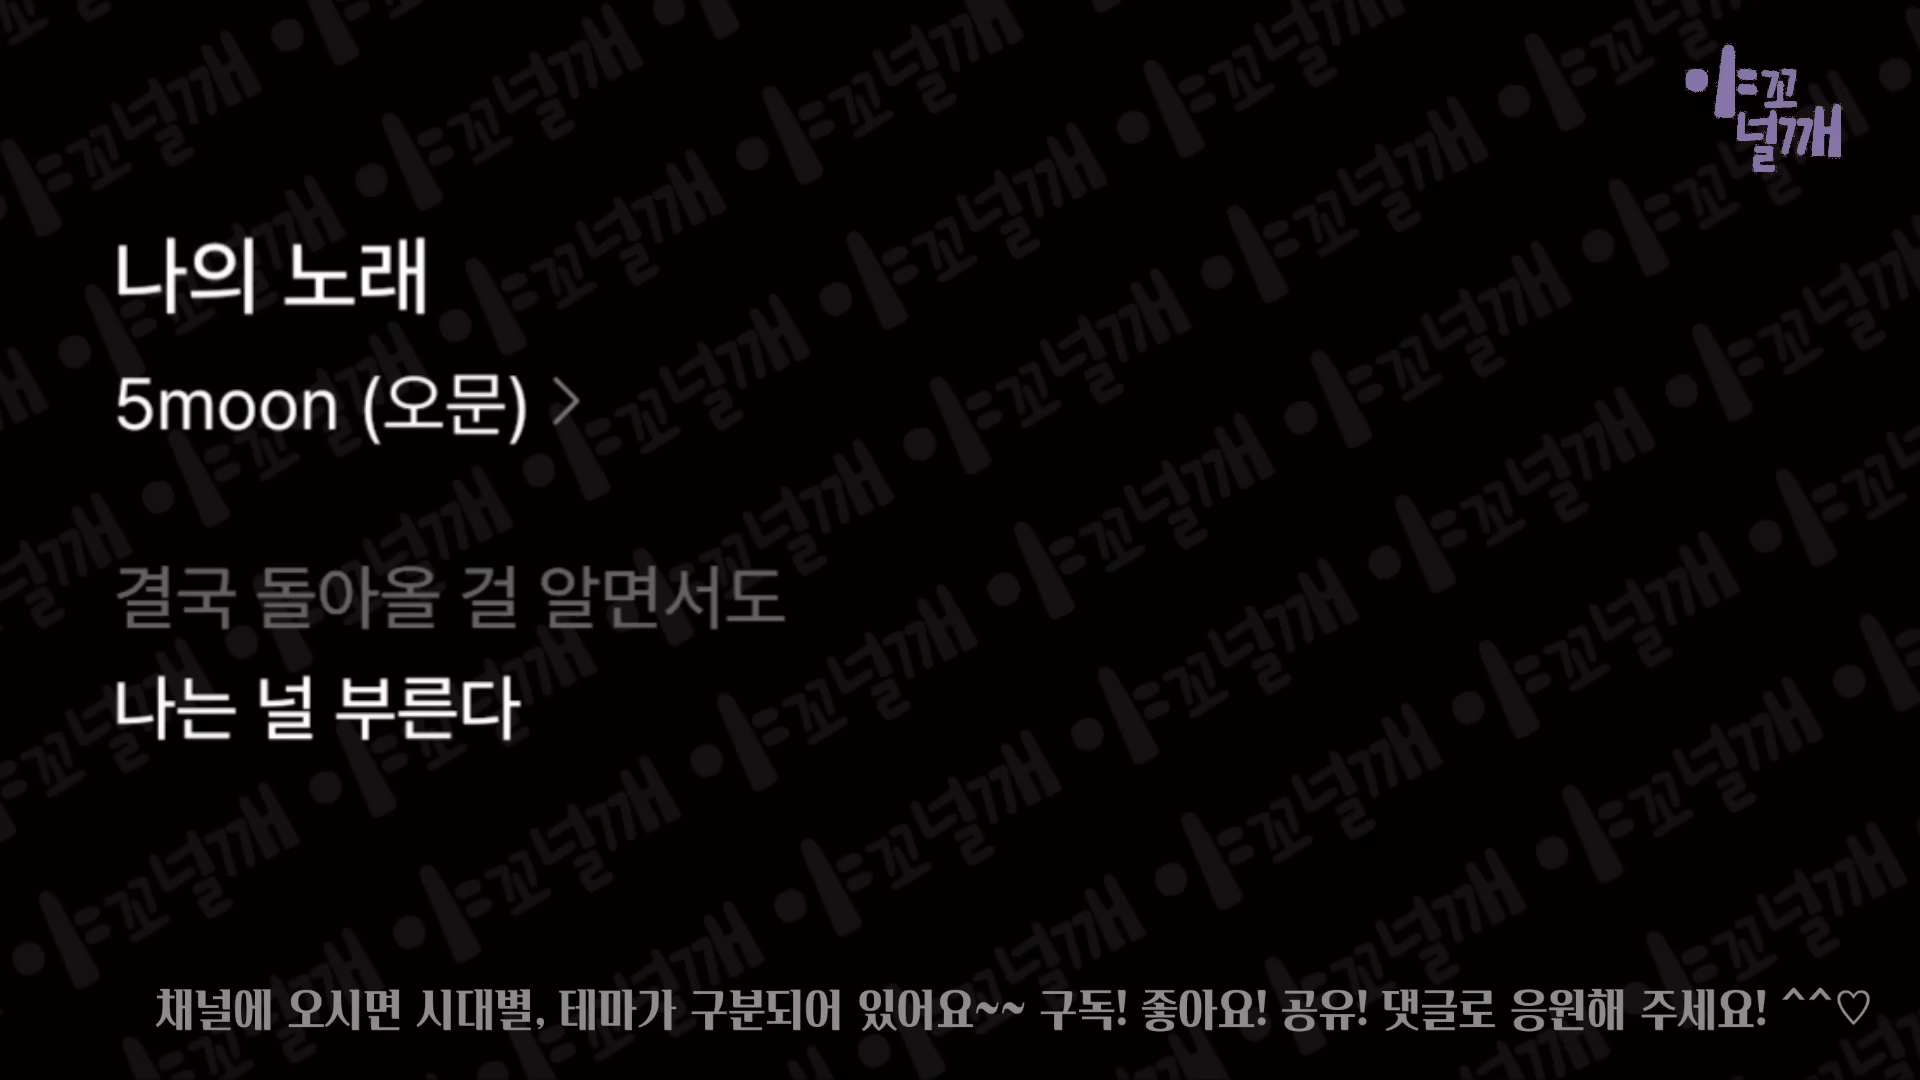 야꼬
널깨
나의 노래
5moon (오문) >
결국 돌아올 걸 알면서도
나는 널 부른다
채널에 오시면 시대별, 테마가 구분되어 있어요~~ 구독! 좋아요! 공유! 댓글로 응원해 주세요! ^^♡